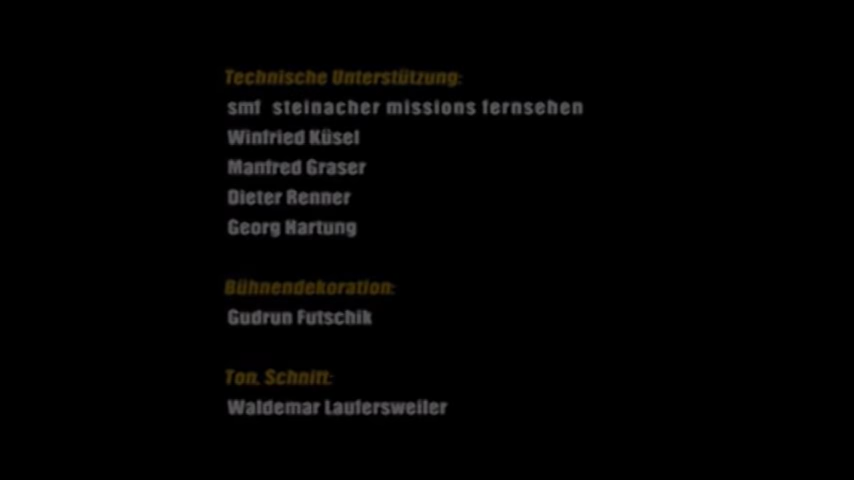 Technische Unterstützung:
smf steinacher missions fernsehen
Winfried Küsel
Manfred Graser
Dieter Renner
Georg Hartung
Bühnendekoration:
Gudrun Futschik
Ton, Schnitt:
Waldemar Laufersweiler